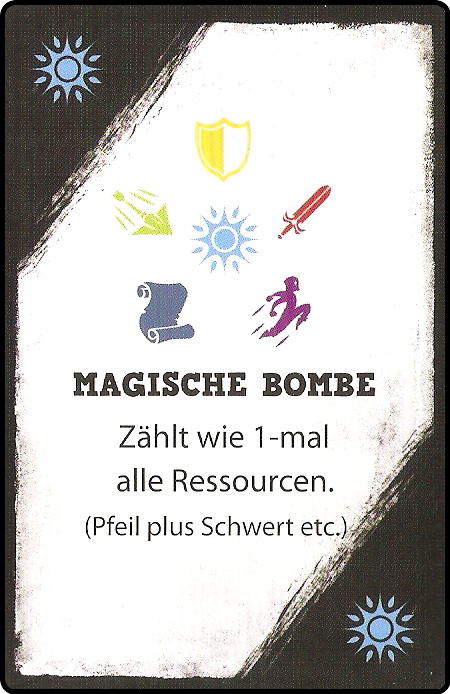 MAGISCHE BOMBE
Zählt wie 1-mal
alle Ressourcen.
(Pfeil plus Schwert etc.)